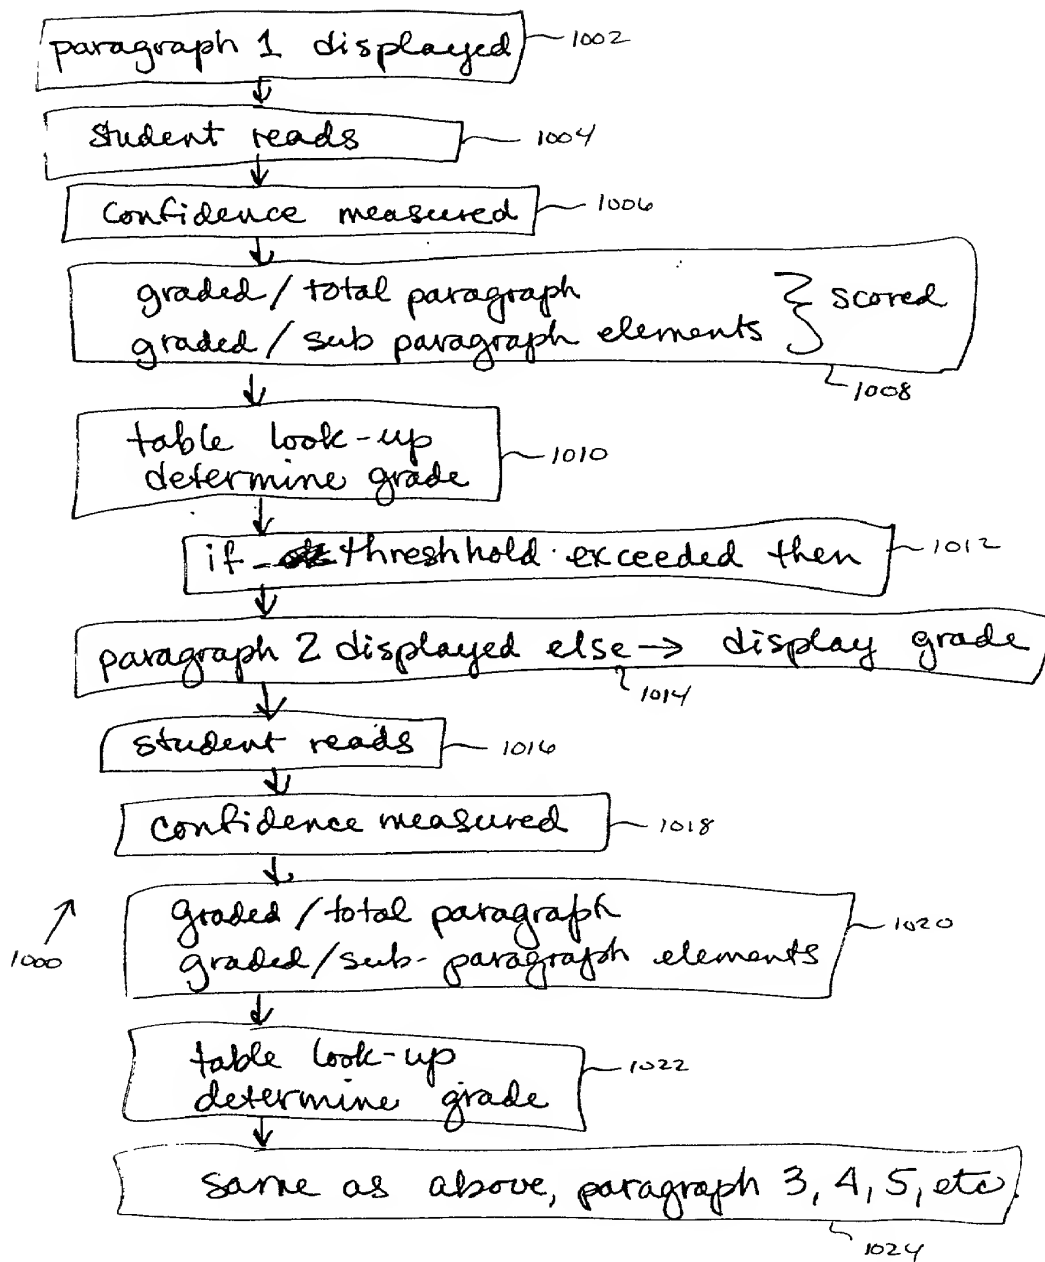 paragraph 1 displayed 1002
student reads 1004
confidence measured 1006
graded / total paragraph
graded / sub paragraph elements } scored
1008
table look-up
determine grade 1010
if threshhold exceeded then 1012
paragraph 2 displayed else → display grade
1014
student reads 1016
confidence measured 1018
graded / total paragraph
graded / sub-paragraph elements 1020
1000
table look-up
determine grade 1022
same as above, paragraph 3, 4, 5, etc.
1024